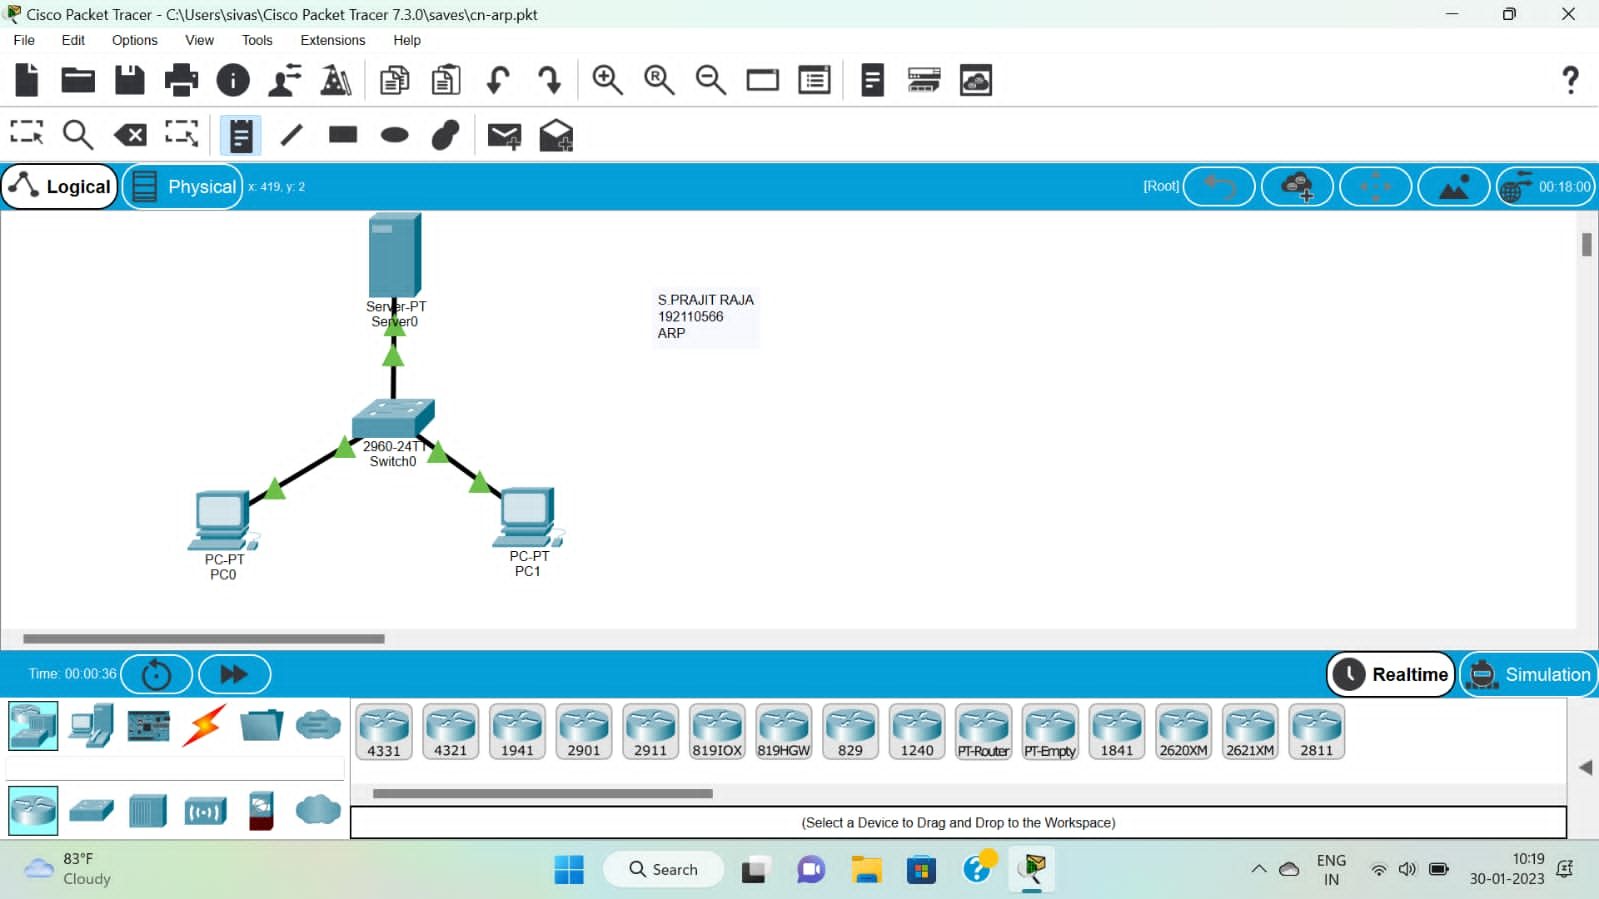 Cisco Packet Tracer - C:\Users\sivas\Cisco Packet Tracer 7.3.0\saves\cn-arp.pkt
File Edit Options View Tools Extensions Help
Logical Physical x: 419, y: 2 [Root] 00:18:00
Server-PT
Server0
S.PRAJIT RAJA
192110566
ARP
2960-24TT
Switch0
PC-PT
PC0
PC-PT
PC1
Time: 00:00:36 Realtime Simulation
4331 4321 1941 2901 2911 819IOX 819HGW 829 1240 PT-Router PT-Empty 1841 2620XM 2621XM 2811
(Select a Device to Drag and Drop to the Workspace)
83°F
Cloudy
Search
ENG
IN
10:19
30-01-2023